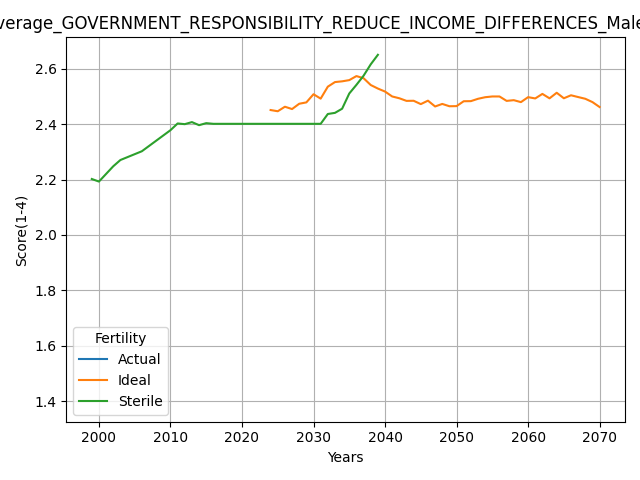 verage_GOVERNMENT_RESPONSIBILITY_REDUCE_INCOME_DIFFERENCES_Male
Score(1-4)
2.6
2.4
2.2
2.0
1.8
1.6
1.4
Fertility
Actual
Ideal
Sterile
2000 2010 2020 2030 2040 2050 2060 2070
Years